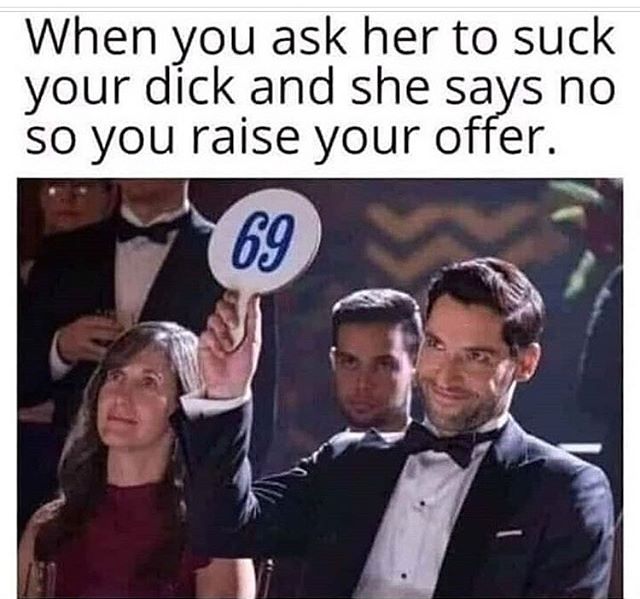 When you ask her to suck
your dick and she says no
so you raise your offer.
69